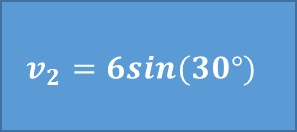 v₂ = 6sin(30°)